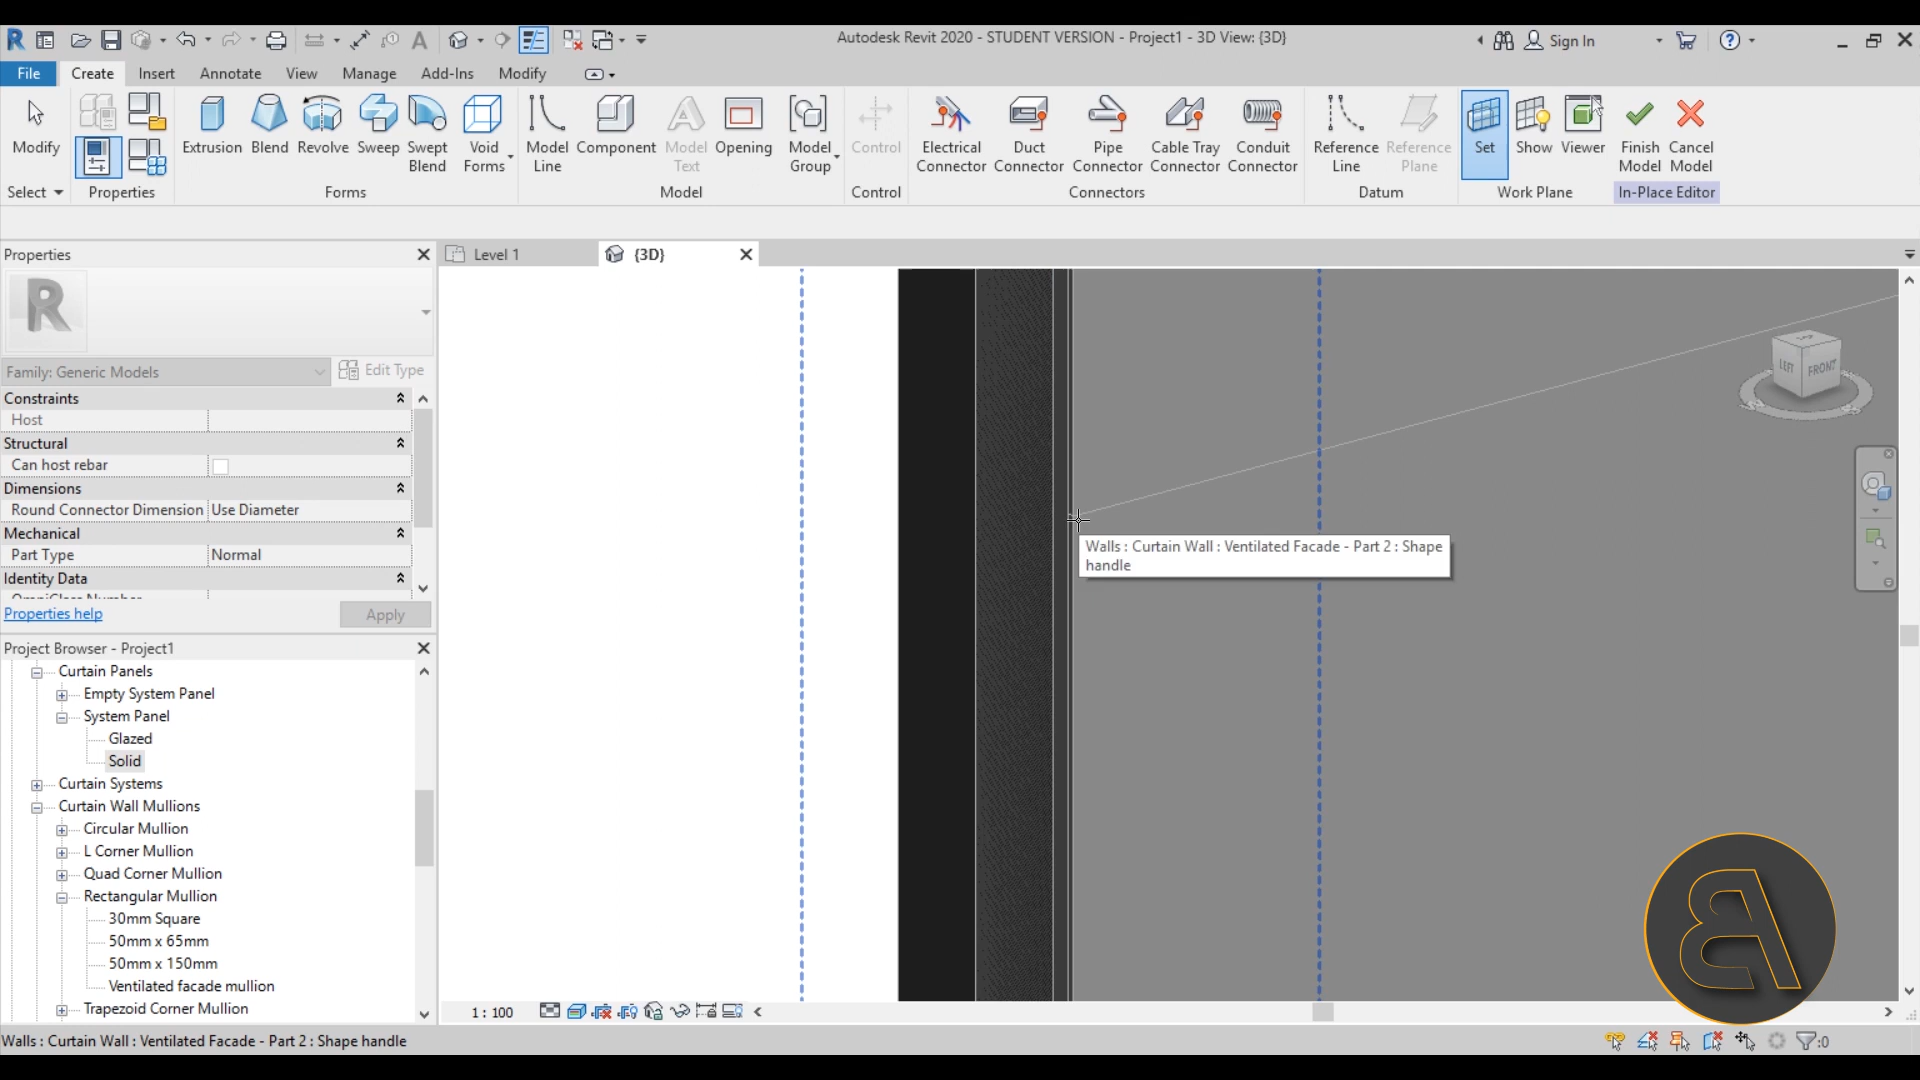 Autodesk Revit 2020 - STUDENT VERSION - Project1 - 3D View: {3D}
Sign In
File Create Insert Annotate View Manage Add-Ins Modify
Modify
Extrusion Blend Revolve Sweep Swept Blend Void Forms
Model Line Component Model Text Opening Model Group
Control
Electrical Connector Duct Connector Pipe Connector Cable Tray Connector Conduit Connector
Reference Line Reference Plane
Set Show Viewer
Finish Model Cancel Model
Select Properties Forms Model Control Connectors Datum Work Plane In-Place Editor
Properties
Level 1
{3D}
R
Family: Generic Models
Edit Type
Constraints
Host
Structural
Can host rebar
Dimensions
Round Connector Dimension Use Diameter
Mechanical
Part Type Normal
Identity Data
Properties help
Apply
LEFT
FRONT
Walls : Curtain Wall : Ventilated Facade - Part 2 : Shape
handle
Project Browser - Project1
Curtain Panels
Empty System Panel
System Panel
Glazed
Solid
Curtain Systems
Curtain Wall Mullions
Circular Mullion
L Corner Mullion
Quad Corner Mullion
Rectangular Mullion
30mm Square
50mm x 65mm
50mm x 150mm
Ventilated facade mullion
Trapezoid Corner Mullion
1 : 100
Walls : Curtain Wall : Ventilated Facade - Part 2 : Shape handle
:0